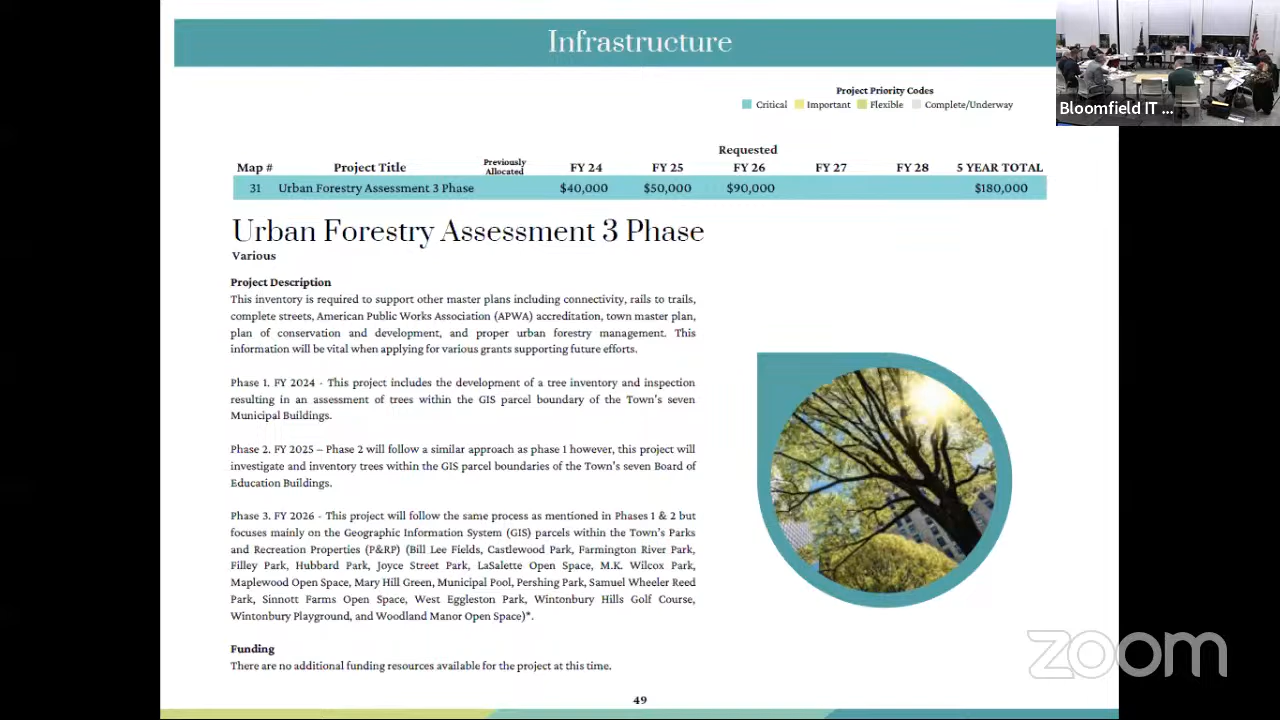 Infrastructure
Bloomfield IT ...
Project Priority Codes
Critical Important Flexible Complete/Underway
Requested
Map # Project Title Previously Allocated FY 24 FY 25 FY 26 FY 27 FY 28 5 YEAR TOTAL
31 Urban Forestry Assessment 3 Phase $40,000 $50,000 $90,000 $180,000
Urban Forestry Assessment 3 Phase
Various
Project Description
This inventory is required to support other master plans including connectivity, rails to trails,
complete streets, American Public Works Association (APWA) accreditation, town master plan,
plan of conservation and development, and proper urban forestry management. This
information will be vital when applying for various grants supporting future efforts.
Phase 1. FY 2024 - This project includes the development of a tree inventory and inspection
resulting in an assessment of trees within the GIS parcel boundary of the Town's seven
Municipal Buildings.
Phase 2. FY 2025 – Phase 2 will follow a similar approach as phase 1 however, this project will
investigate and inventory trees within the GIS parcel boundaries of the Town's seven Board of
Education Buildings.
Phase 3. FY 2026 - This project will follow the same process as mentioned in Phases 1 & 2 but
focuses mainly on the Geographic Information System (GIS) parcels within the Town's Parks
and Recreation Properties (P&RP) (Bill Lee Fields, Castlewood Park, Farmington River Park,
Filley Park, Hubbard Park, Joyce Street Park, LaSalette Open Space, M.K. Wilcox Park,
Maplewood Open Space, Mary Hill Green, Municipal Pool, Pershing Park, Samuel Wheeler Reed
Park, Sinnott Farms Open Space, West Eggleston Park, Wintonbury Hills Golf Course,
Wintonbury Playground, and Woodland Manor Open Space)*.
Funding
There are no additional funding resources available for the project at this time.
49
zoom